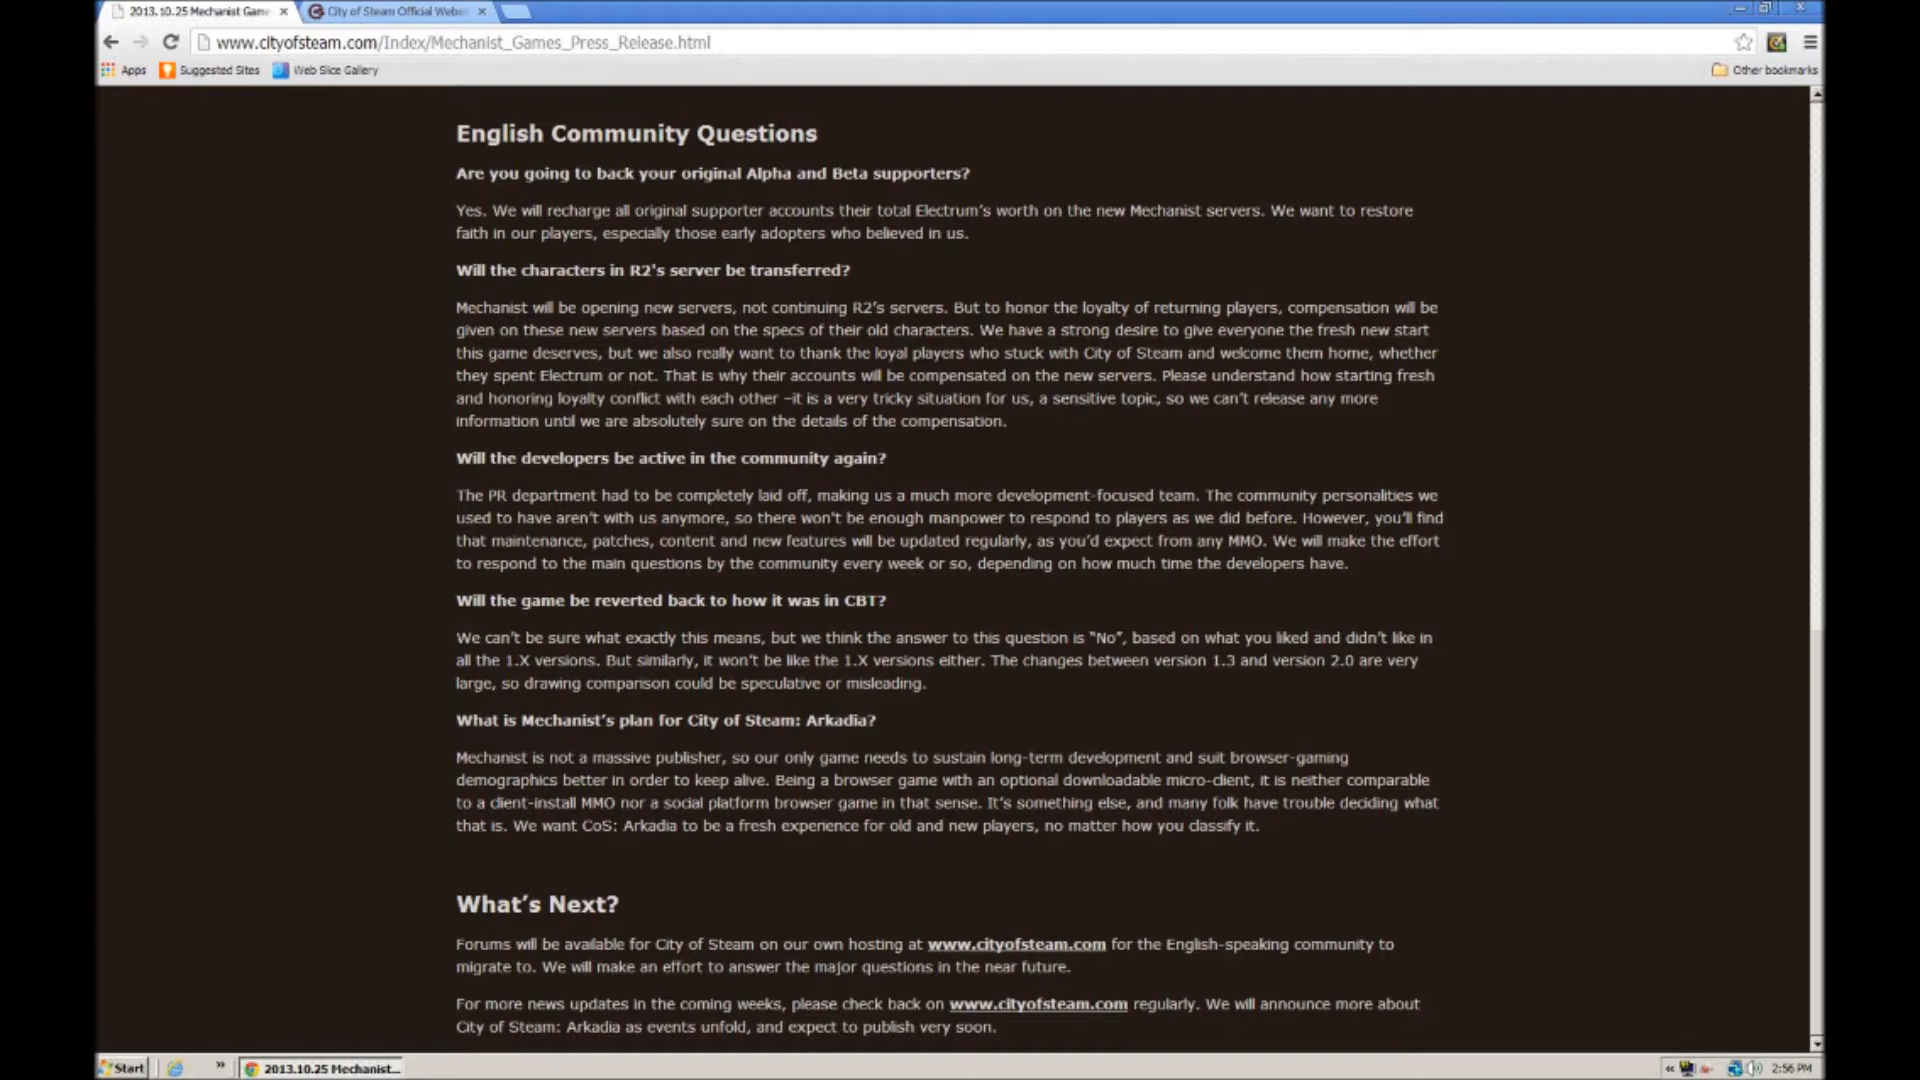 2013.10.25 Mechanist Game
City of Steam Official Webs
www.cityofsteam.com/Index/Mechanist_Games_Press_Release.html
Apps Suggested Sites Web Slice Gallery Other bookmarks
English Community Questions
Are you going to back your original Alpha and Beta supporters?
Yes. We will recharge all original supporter accounts their total Electrum's worth on the new Mechanist servers. We want to restore
faith in our players, especially those early adopters who believed in us.
Will the characters in R2's server be transferred?
Mechanist will be opening new servers, not continuing R2's servers. But to honor the loyalty of returning players, compensation will be
given on these new servers based on the specs of their old characters. We have a strong desire to give everyone the fresh new start
this game deserves, but we also really want to thank the loyal players who stuck with City of Steam and welcome them home, whether
they spent Electrum or not. That is why their accounts will be compensated on the new servers. Please understand how starting fresh
and honoring loyalty conflict with each other –it is a very tricky situation for us, a sensitive topic, so we can't release any more
information until we are absolutely sure on the details of the compensation.
Will the developers be active in the community again?
The PR department had to be completely laid off, making us a much more development-focused team. The community personalities we
used to have aren't with us anymore, so there won't be enough manpower to respond to players as we did before. However, you'll find
that maintenance, patches, content and new features will be updated regularly, as you'd expect from any MMO. We will make the effort
to respond to the main questions by the community every week or so, depending on how much time the developers have.
Will the game be reverted back to how it was in CBT?
We can't be sure what exactly this means, but we think the answer to this question is "No", based on what you liked and didn't like in
all the 1.X versions. But similarly, it won't be like the 1.X versions either. The changes between version 1.3 and version 2.0 are very
large, so drawing comparison could be speculative or misleading.
What is Mechanist's plan for City of Steam: Arkadia?
Mechanist is not a massive publisher, so our only game needs to sustain long-term development and suit browser-gaming
demographics better in order to keep alive. Being a browser game with an optional downloadable micro-client, it is neither comparable
to a client-install MMO nor a social platform browser game in that sense. It's something else, and many folk have trouble deciding what
that is. We want CoS: Arkadia to be a fresh experience for old and new players, no matter how you classify it.
What's Next?
Forums will be available for City of Steam on our own hosting at www.cityofsteam.com for the English-speaking community to
migrate to. We will make an effort to answer the major questions in the near future.
For more news updates in the coming weeks, please check back on www.cityofsteam.com regularly. We will announce more about
City of Steam: Arkadia as events unfold, and expect to publish very soon.
Start 2013.10.25 Mechanist... 2:56 PM